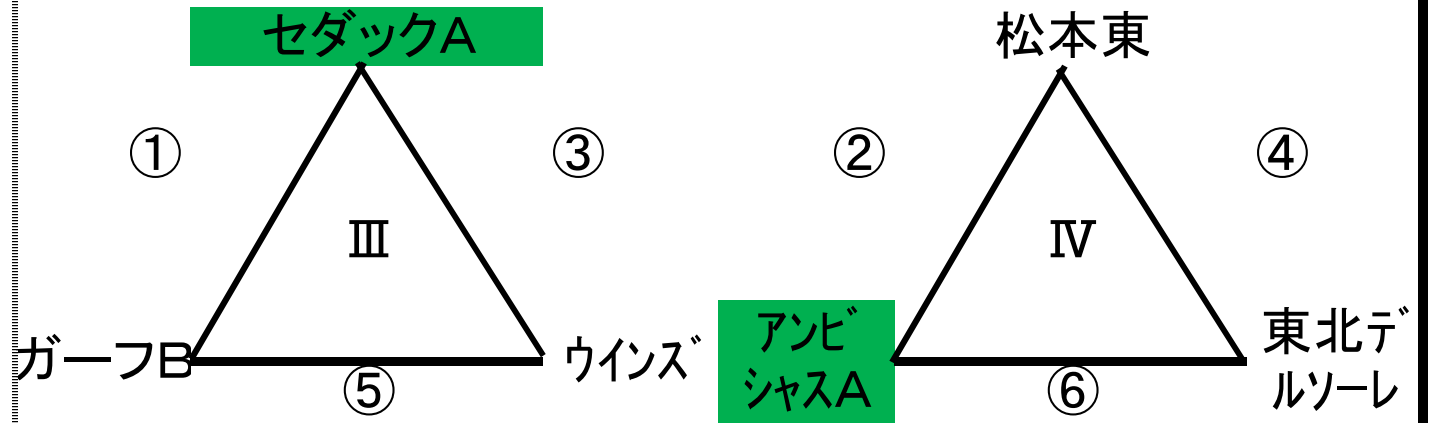 セダックA
松本東
①
③
②
④
Ⅲ
Ⅳ
ガーフB
ウインズ
アンビ
シャスA
東北デ
ルソーレ
⑤
⑥